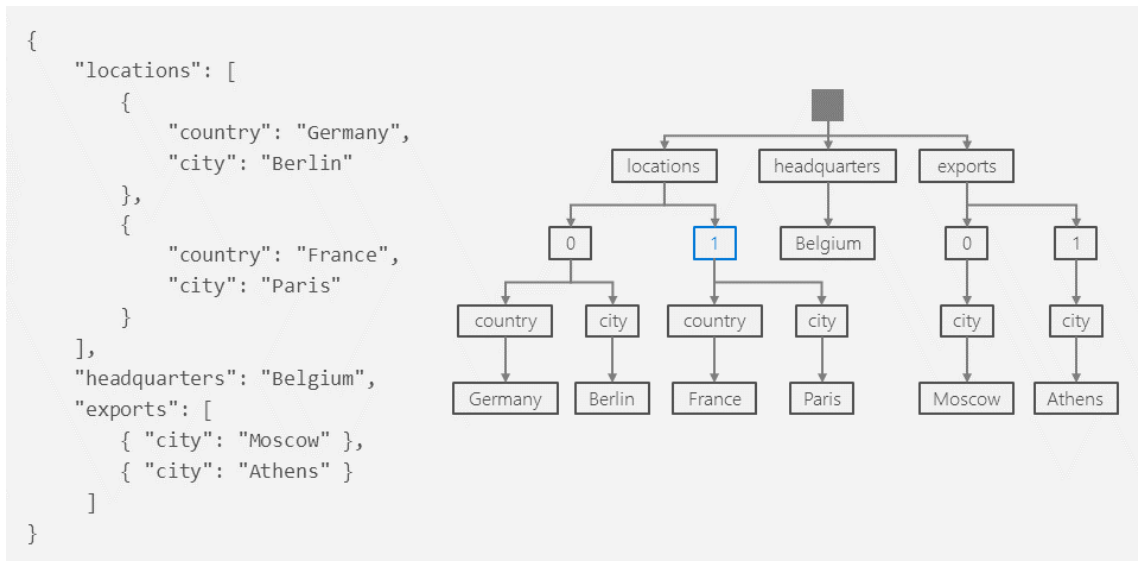 {
"locations": [
{
"country": "Germany",
"city": "Berlin"
},
{
"country": "France",
"city": "Paris"
}
],
"headquarters": "Belgium",
"exports": [
{ "city": "Moscow" },
{ "city": "Athens" }
]
}
locations headquarters exports
0 1 Belgium 0 1
country city country city city city
Germany Berlin France Paris Moscow Athens